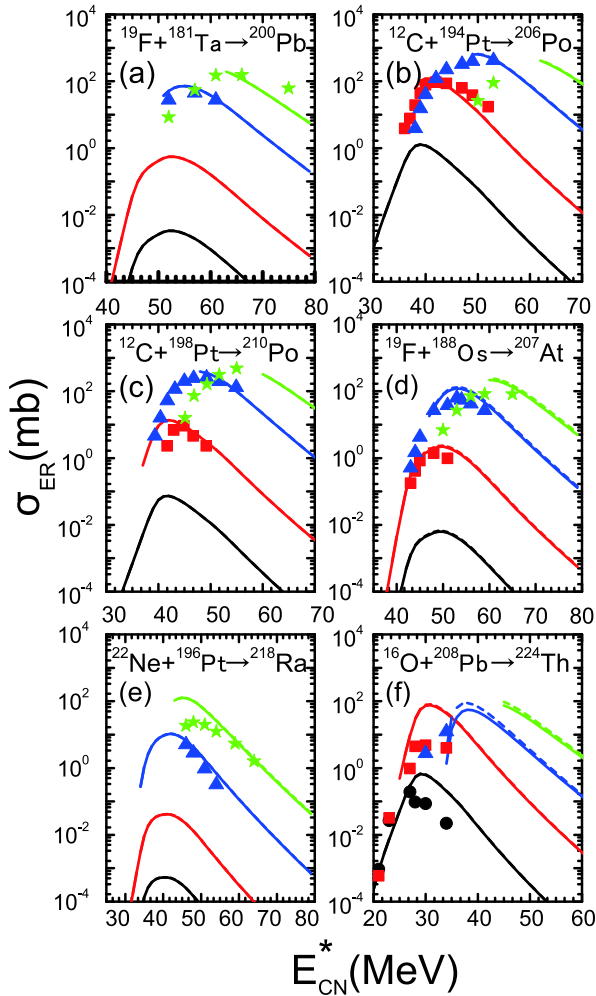 ¹⁹F+¹⁸¹Ta→²⁰⁰Pb
(a)
10⁴
10²
10⁰
10⁻²
10⁻⁴
40 50 60 70 80
¹²C+¹⁹⁴Pt→²⁰⁶Po
(b)
10⁴
10²
10⁰
10⁻²
10⁻⁴
30 40 50 60 70
¹²C+¹⁹⁸Pt→²¹⁰Po
(c)
10⁴
10²
10⁰
10⁻²
10⁻⁴
30 40 50 60 70
¹⁹F+¹⁸⁸Os→²⁰⁷At
(d)
10⁴
10²
10⁰
10⁻²
10⁻⁴
40 50 60 70 80
²²Ne+¹⁹⁶Pt→²¹⁸Ra
(e)
10⁴
10²
10⁰
10⁻²
10⁻⁴
30 40 50 60 70 80
¹⁶O+²⁰⁸Pb→²²⁴Th
(f)
10⁴
10²
10⁰
10⁻²
10⁻⁴
20 30 40 50 60
σ_ER(mb)
E*_CN(MeV)